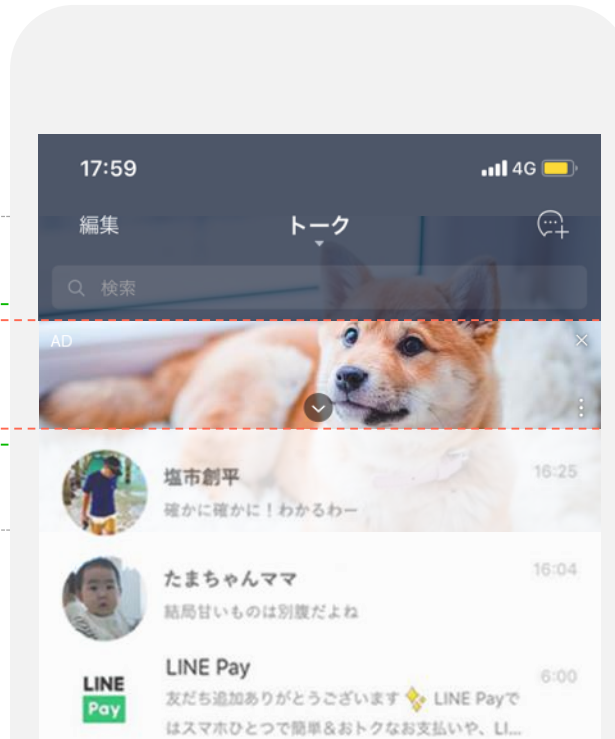 17:59
4G
編集
トーク
検索
AD
塩市創平
16:25
確かに確かに！わかるわー
たまちゃんママ
16:04
結局甘いものは別腹だよね
LINE
Pay
LINE Pay
6:00
友だち追加ありがとうございます✨ LINE Payで
はスマホひとつで簡単&おトクなお支払いや、LI...